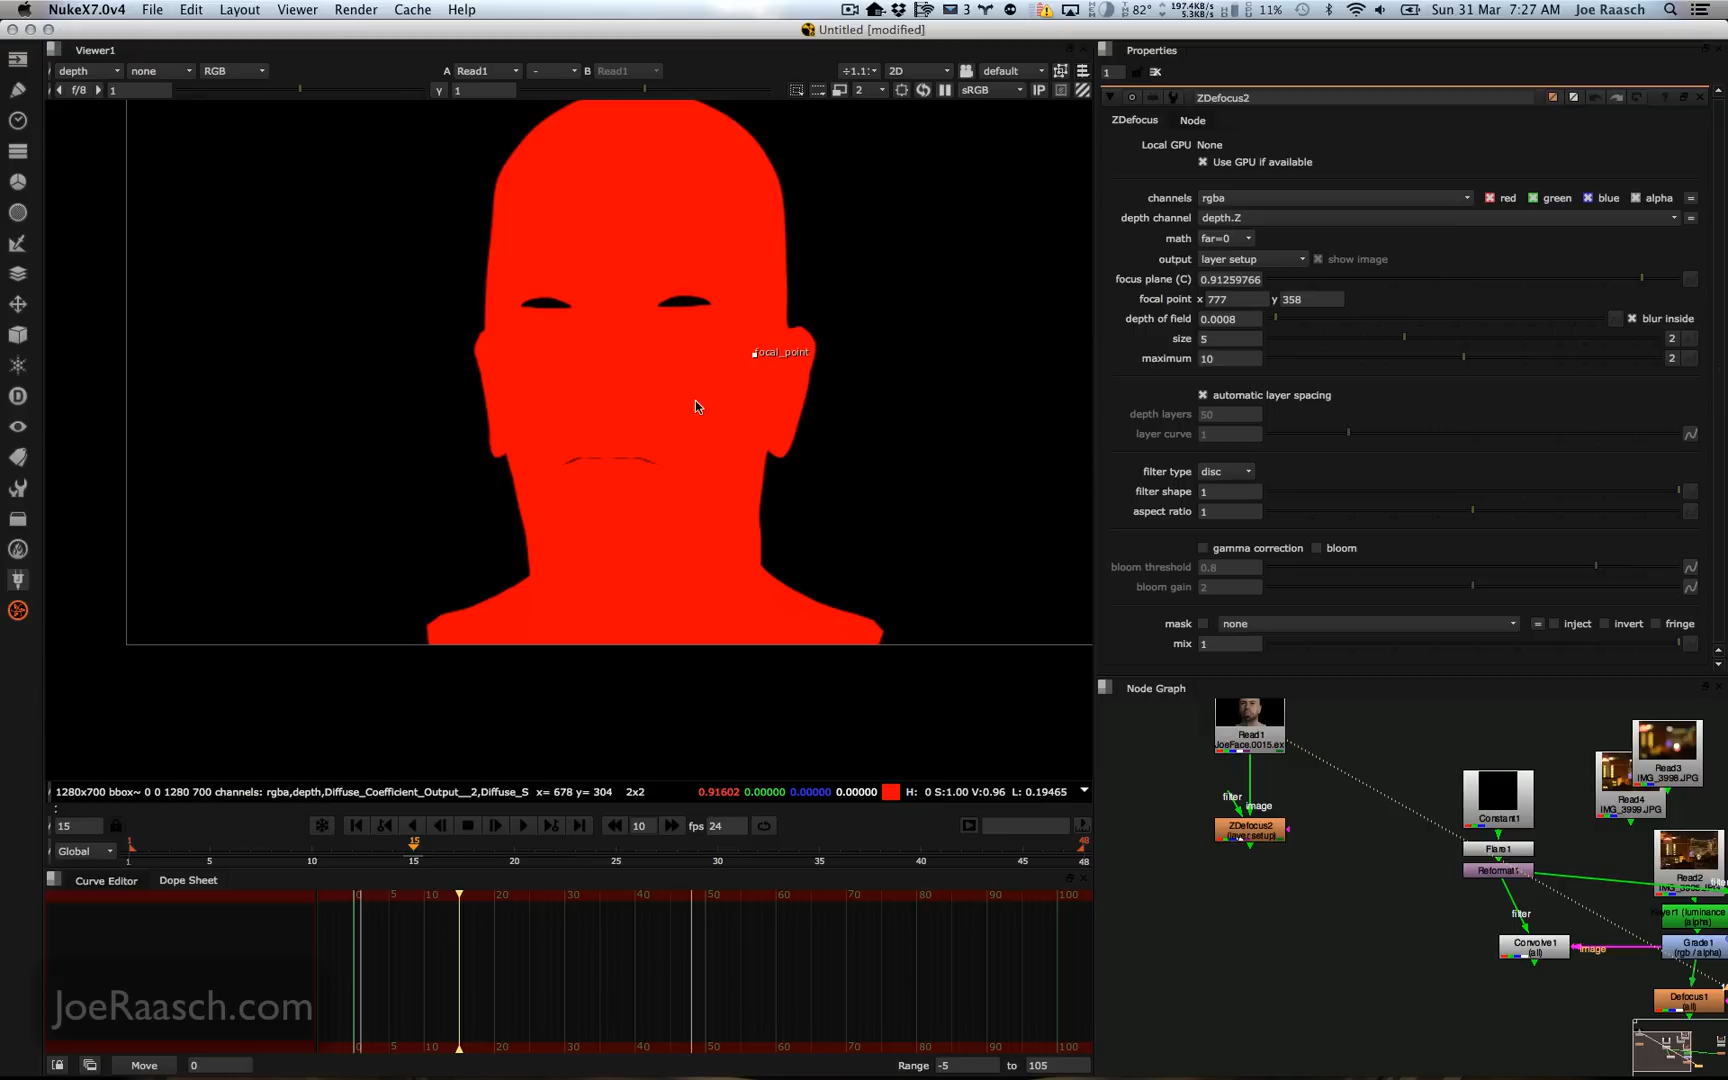 NukeX7.0v4 File Edit Layout Viewer Render Cache Help
3 82° 197.4KB/s 5.3KB/s 11% Sun 31 Mar 7:27 AM Joe Raasch
Untitled [modified]
Viewer1
depth none RGB A Read1 - B Read1 ÷1.1: 2D default
f/8 1 y 1 2 sRGB IP
focal_point
1280x700 bbox~ 0 0 1280 700 channels: rgba,depth,Diffuse_Coefficient_Output__2,Diffuse_S x= 678 y= 304 2x2 0.91602 0.00000 0.00000 0.00000 H: 0 S:1.00 V:0.96 L: 0.19465
15 10 fps 24
Global 1 5 10 15 20 25 30 35 40 45 48
15
1 48
Curve Editor Dope Sheet
0 5 10 20 30 40 50 60 70 80 90 100
JoeRaasch.com
0 5 10 20 30 40 50 60 70 80 90 100
Move 0 Range -5 to 105
Properties
1
ZDefocus2
ZDefocus Node
Local GPU None
Use GPU if available
channels rgba red green blue alpha =
depth channel depth.Z =
math far=0
output layer setup show image
focus plane (C) 0.91259766
focal point x 777 y 358
depth of field 0.0008 blur inside
size 5 2
maximum 10 2
automatic layer spacing
depth layers 50
layer curve 1
filter type disc
filter shape 1
aspect ratio 1
gamma correction bloom
bloom threshold 0.8
bloom gain 2
mask none = inject invert fringe
mix 1
Node Graph
Read1
JoeFace.0015.ex
filter
image
ZDefocus2
(layer setup)
Constant1
Flare1
Reformat1
filter
Convolve1
(all)
image
Read3
IMG_3998.JPG
Read4
IMG_3999.JPG
Read2
(luminance
(alpha)
Grade1
(rgb / alpha)
Defocus1
(all)